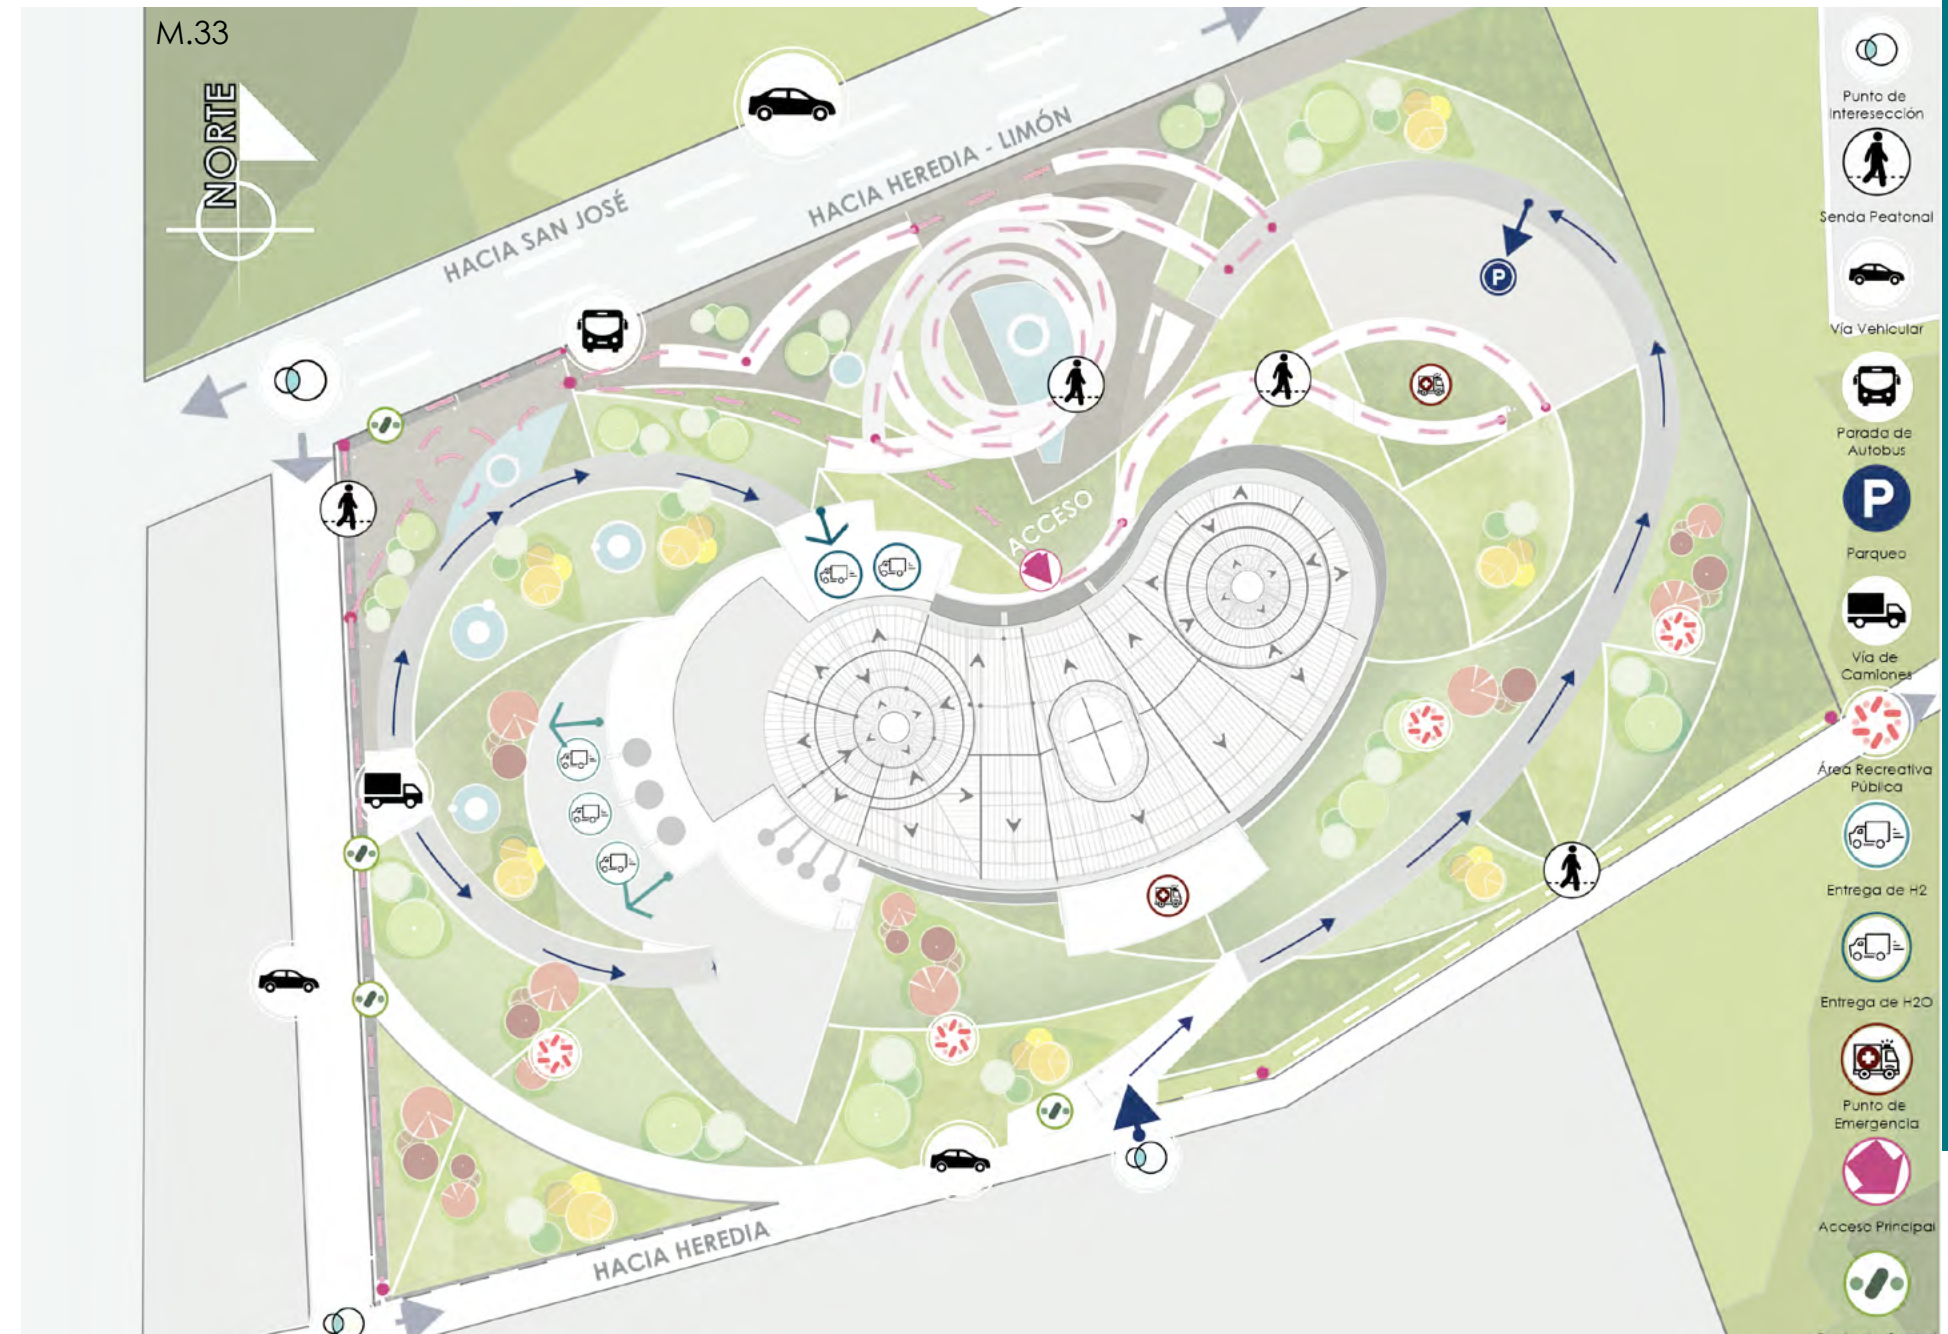 M.33
NORTE
HACIA SAN JOSÉ
HACIA HEREDIA - LIMÓN
ACCESO
HACIA HEREDIA
P
P
Punto de
Interesección
Senda Peatonal
Vía Vehicular
Parada de
Autobus
Parqueo
Vía de
Camiones
Área Recreativa
Pública
Entrega de H2
Entrega de H2O
Punto de
Emergencia
Acceso Principal